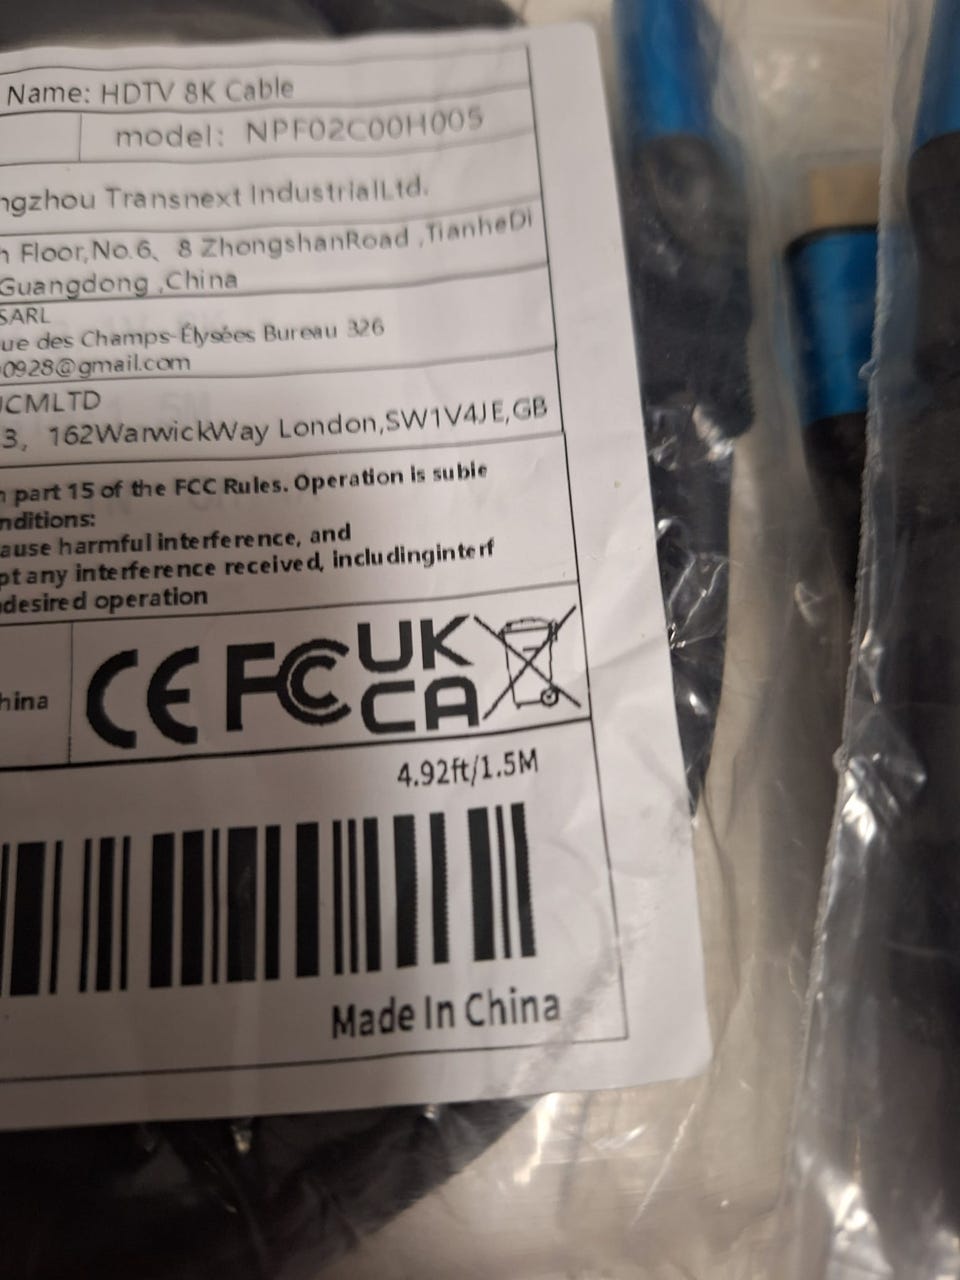 Name: HDTV 8K Cable
model: NPF02C00H005
ngzhou Transnext IndustrialLtd.
h Floor,No.6、8 ZhongshanRoad ,TianheDi
Guangdong ,China
SARL
ue des Champs-Élysées Bureau 326
0928@gmail.com
CMLTD
3, 162WarwickWay London,SW1V4JE,GB
part 15 of the FCC Rules. Operation is subje
nditions:
ause harmful interference, and
pt any interference received, includinginterf
desired operation
hina
CE FC UK
CA
4.92ft/1.5M
Made In China